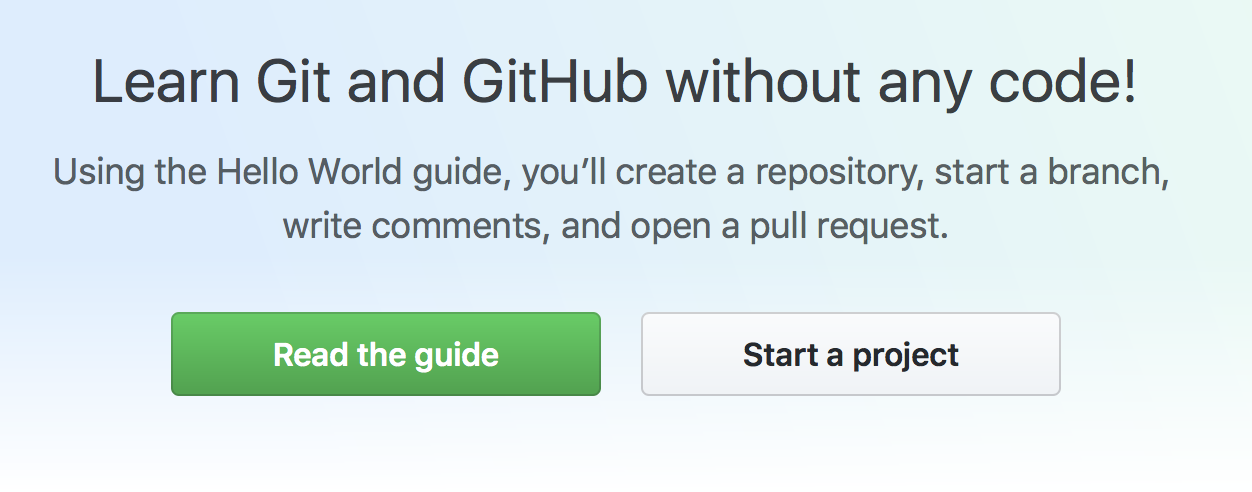 Learn Git and GitHub without any code!
Using the Hello World guide, you’ll create a repository, start a branch,
write comments, and open a pull request.
Read the guide
Start a project